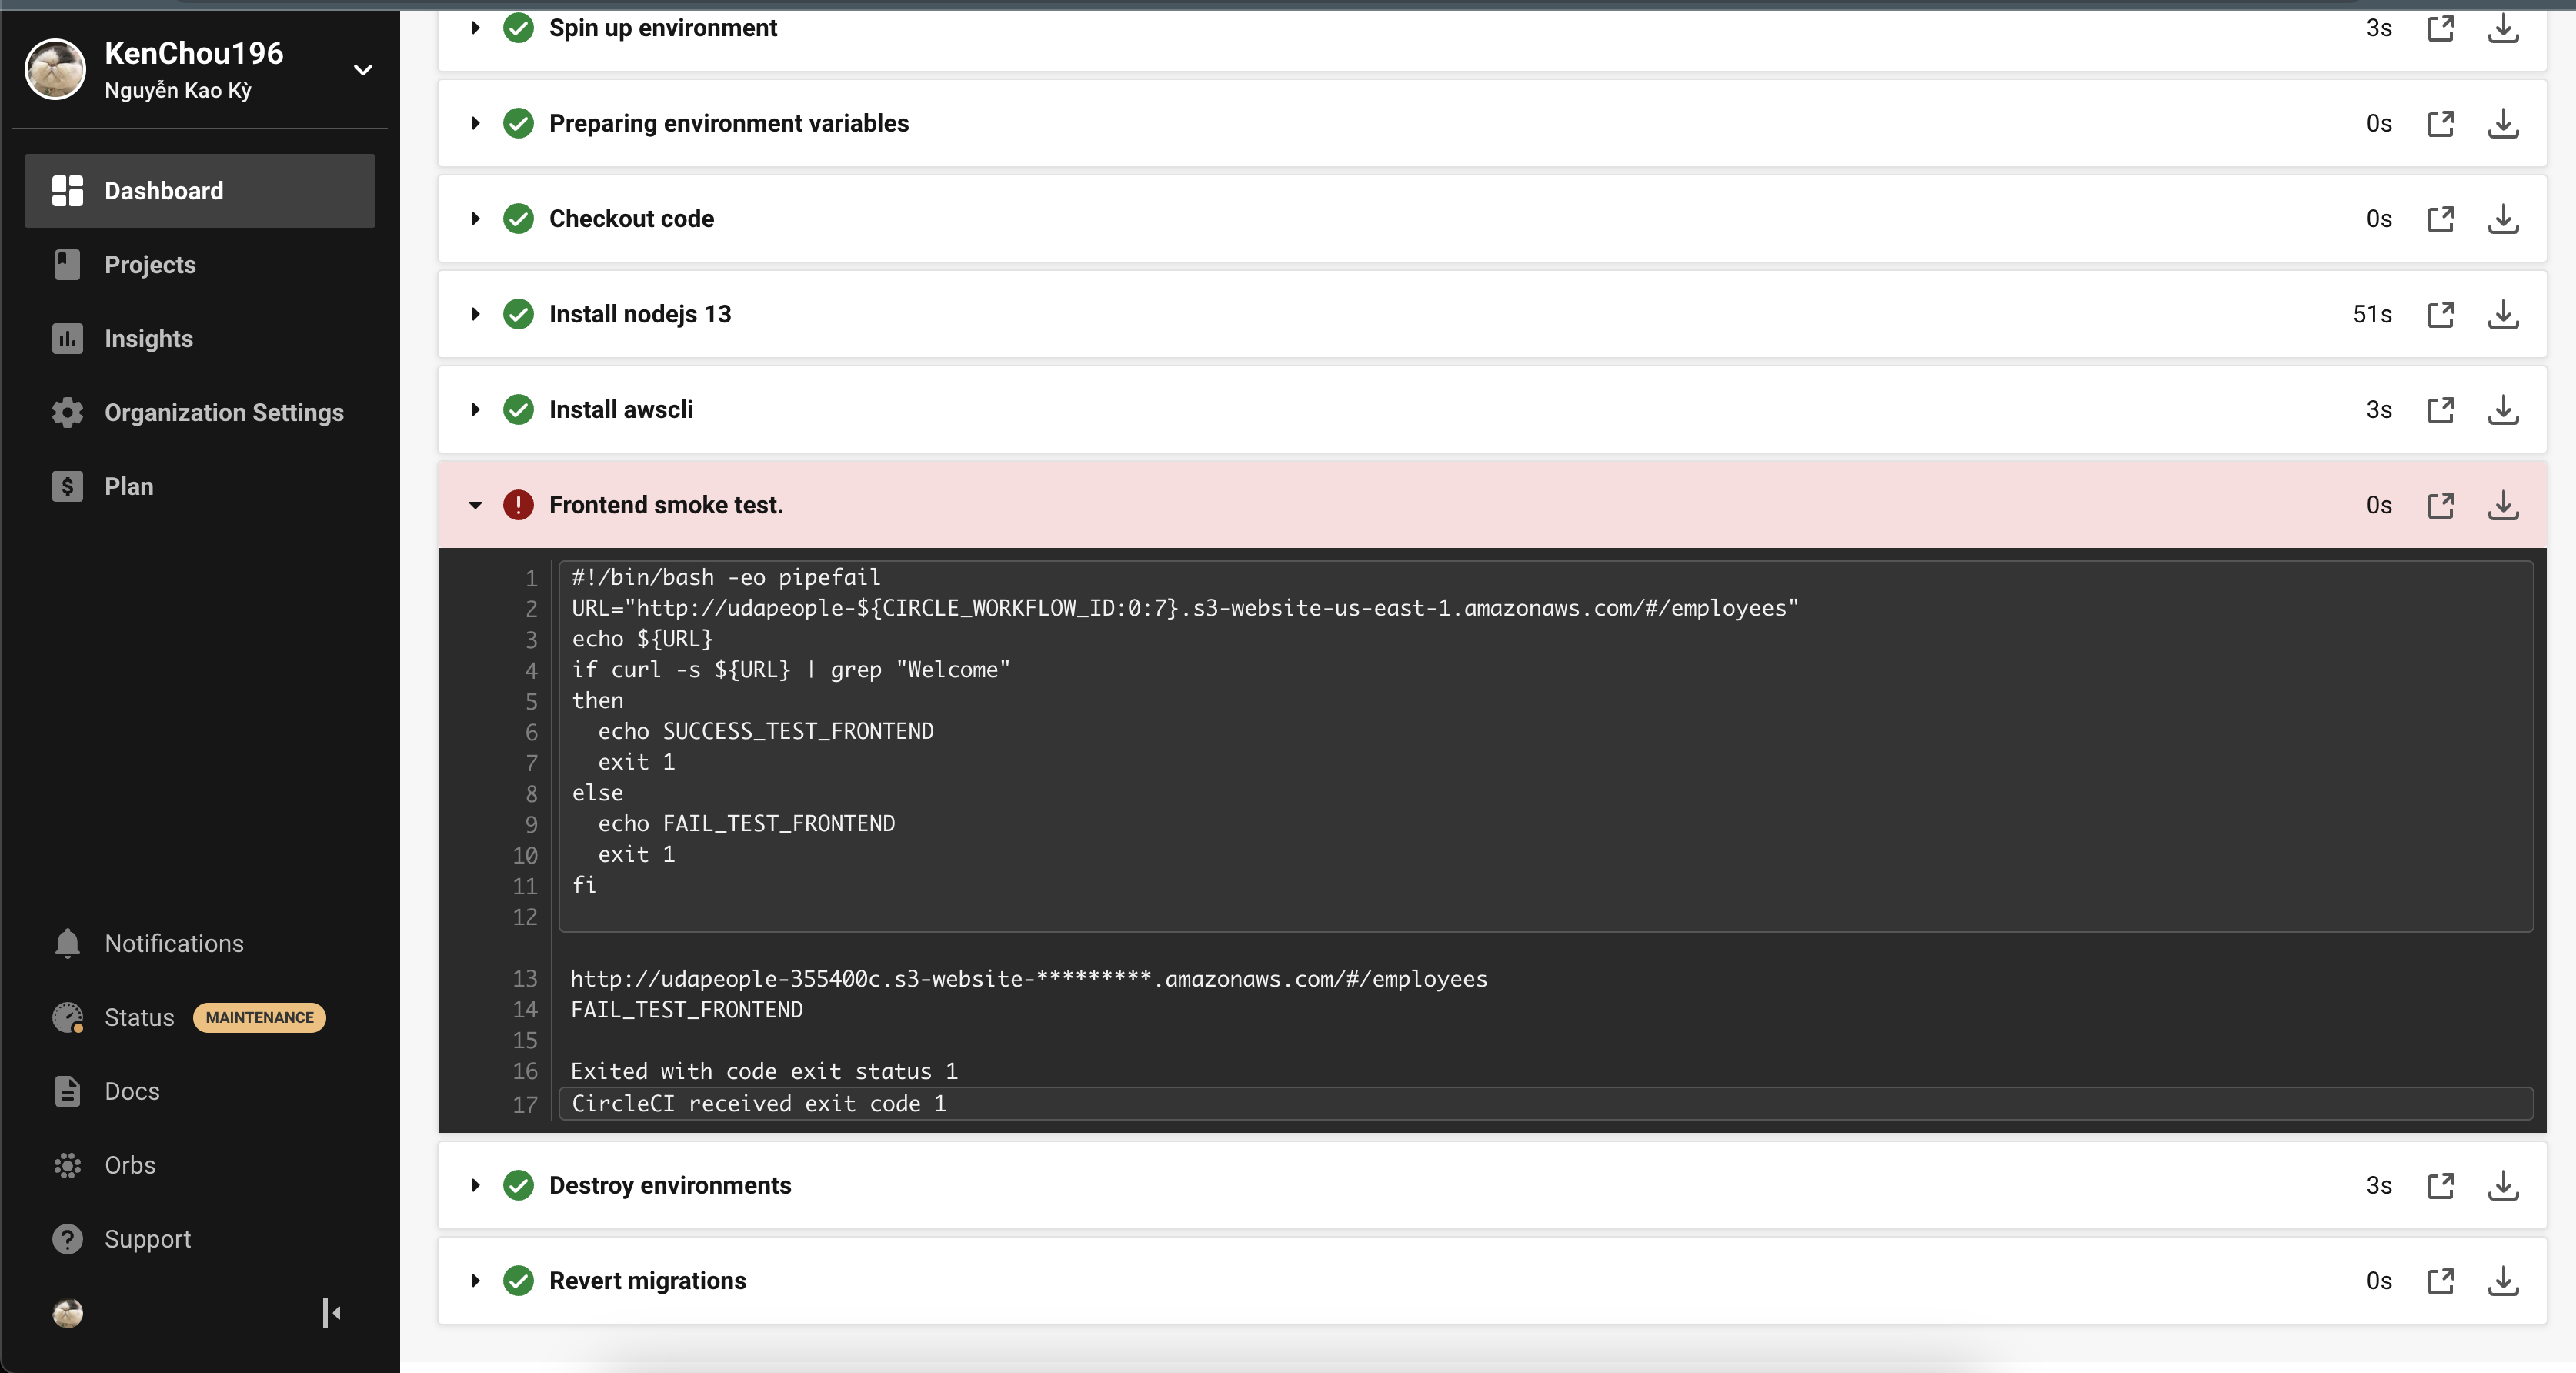 KenChou196
Nguyễn Kao Kỳ
Dashboard
Projects
Insights
Organization Settings
Plan
Notifications
Status MAINTENANCE
Docs
Orbs
Support
Spin up environment 3s
Preparing environment variables 0s
Checkout code 0s
Install nodejs 13 51s
Install awscli 3s
Frontend smoke test. 0s
1 #!/bin/bash -eo pipefail
2 URL="http://udapeople-${CIRCLE_WORKFLOW_ID:0:7}.s3-website-us-east-1.amazonaws.com/#/employees"
3 echo ${URL}
4 if curl -s ${URL} | grep "Welcome"
5 then
6 echo SUCCESS_TEST_FRONTEND
7 exit 1
8 else
9 echo FAIL_TEST_FRONTEND
10 exit 1
11 fi
12
13 http://udapeople-355400c.s3-website-*********.amazonaws.com/#/employees
14 FAIL_TEST_FRONTEND
15
16 Exited with code exit status 1
17 CircleCI received exit code 1
Destroy environments 3s
Revert migrations 0s